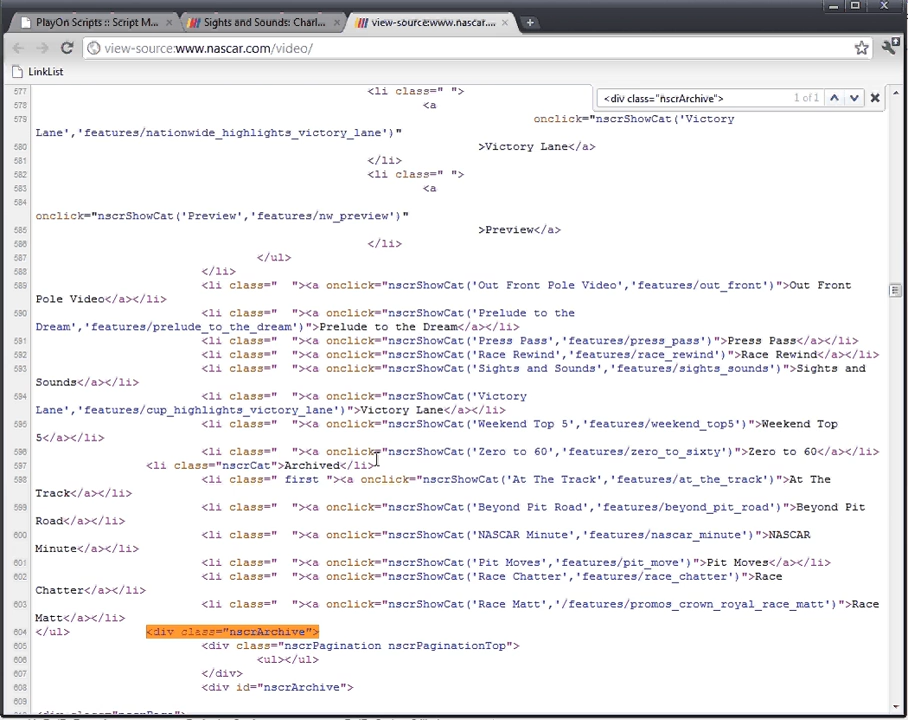 PlayOn Scripts :: Script M...
Sights and Sounds: Charl...
view-source:www.nascar....
view-source:www.nascar.com/video/
LinkList
<div class="nscrArchive"> 1 of 1
577 <li class=" ">
578 <a
579 onclick="nscrShowCat('Victory
Lane','features/nationwide_highlights_victory_lane')"
580 >Victory Lane</a>
581 </li>
582 <li class=" ">
583 <a
584
onclick="nscrShowCat('Preview','features/nw_preview')"
585 >Preview</a>
586 </li>
587 </ul>
588 </li>
589 <li class="  "><a onclick="nscrShowCat('Out Front Pole Video','features/out_front')">Out Front
Pole Video</a></li>
590 <li class="  "><a onclick="nscrShowCat('Prelude to the
Dream','features/prelude_to_the_dream')">Prelude to the Dream</a></li>
591 <li class="  "><a onclick="nscrShowCat('Press Pass','features/press_pass')">Press Pass</a></li>
592 <li class="  "><a onclick="nscrShowCat('Race Rewind','features/race_rewind')">Race Rewind</a></li>
593 <li class="  "><a onclick="nscrShowCat('Sights and Sounds','features/sights_sounds')">Sights and
Sounds</a></li>
594 <li class="  "><a onclick="nscrShowCat('Victory
Lane','features/cup_highlights_victory_lane')">Victory Lane</a></li>
595 <li class="  "><a onclick="nscrShowCat('Weekend Top 5','features/weekend_top5')">Weekend Top
5</a></li>
596 <li class="  "><a onclick="nscrShowCat('Zero to 60','features/zero_to_sixty')">Zero to 60</a></li>
597 <li class="nscrCat">Archived</li>
598 <li class=" first "><a onclick="nscrShowCat('At The Track','features/at_the_track')">At The
Track</a></li>
599 <li class="  "><a onclick="nscrShowCat('Beyond Pit Road','features/beyond_pit_road')">Beyond Pit
Road</a></li>
600 <li class="  "><a onclick="nscrShowCat('NASCAR Minute','features/nascar_minute')">NASCAR
Minute</a></li>
601 <li class="  "><a onclick="nscrShowCat('Pit Moves','features/pit_move')">Pit Moves</a></li>
602 <li class="  "><a onclick="nscrShowCat('Race Chatter','features/race_chatter')">Race
Chatter</a></li>
603 <li class="  "><a onclick="nscrShowCat('Race Matt','/features/promos_crown_royal_race_matt')">Race
Matt</a></li>
604 </ul> <div class="nscrArchive">
605 <div class="nscrPagination nscrPaginationTop">
606 <ul></ul>
607 </div>
608 <div id="nscrArchive">
609